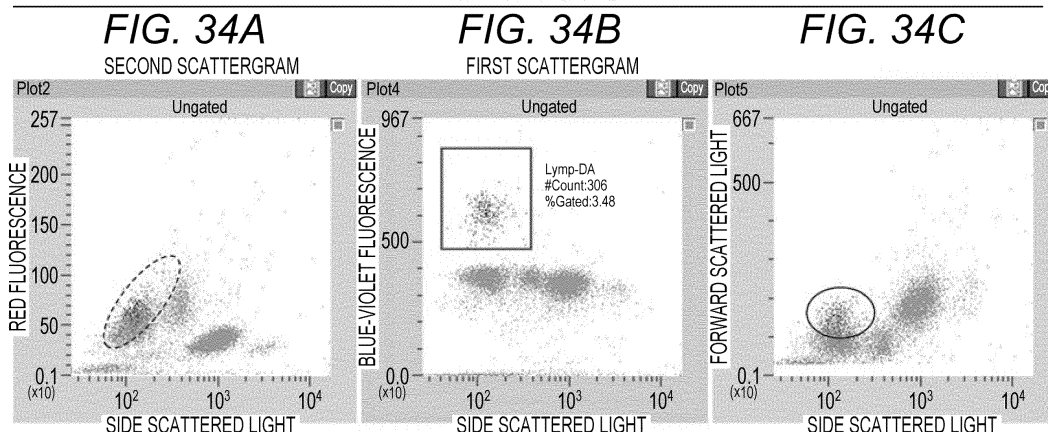 FIG. 34A
SECOND SCATTERGRAM
Plot2
Copy
Ungated
257
200
150
100
50
0.1
(x10)
RED FLUORESCENCE
10²
10³
10⁴
SIDE SCATTERED LIGHT
FIG. 34B
FIRST SCATTERGRAM
Plot4
Copy
Ungated
967
500
0.0
(x10)
BLUE-VIOLET FLUORESCENCE
Lymp-DA
#Count:306
%Gated:3.48
10²
10³
10⁴
SIDE SCATTERED LIGHT
FIG. 34C
Plot5
Cop
Ungated
667
500
0.1
(x10)
FORWARD SCATTERED LIGHT
10²
10³
10⁴
SIDE SCATTERED LIGHT